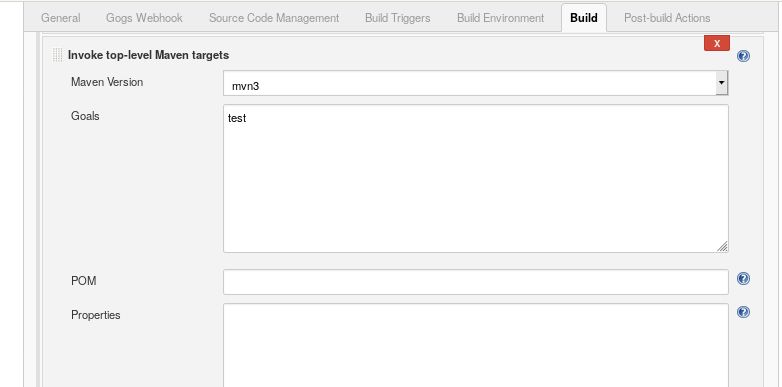 General Gogs Webhook Source Code Management Build Triggers Build Environment Build Post-build Actions
X
Invoke top-level Maven targets ?
Maven Version mvn3
Goals test
POM ?
Properties ?